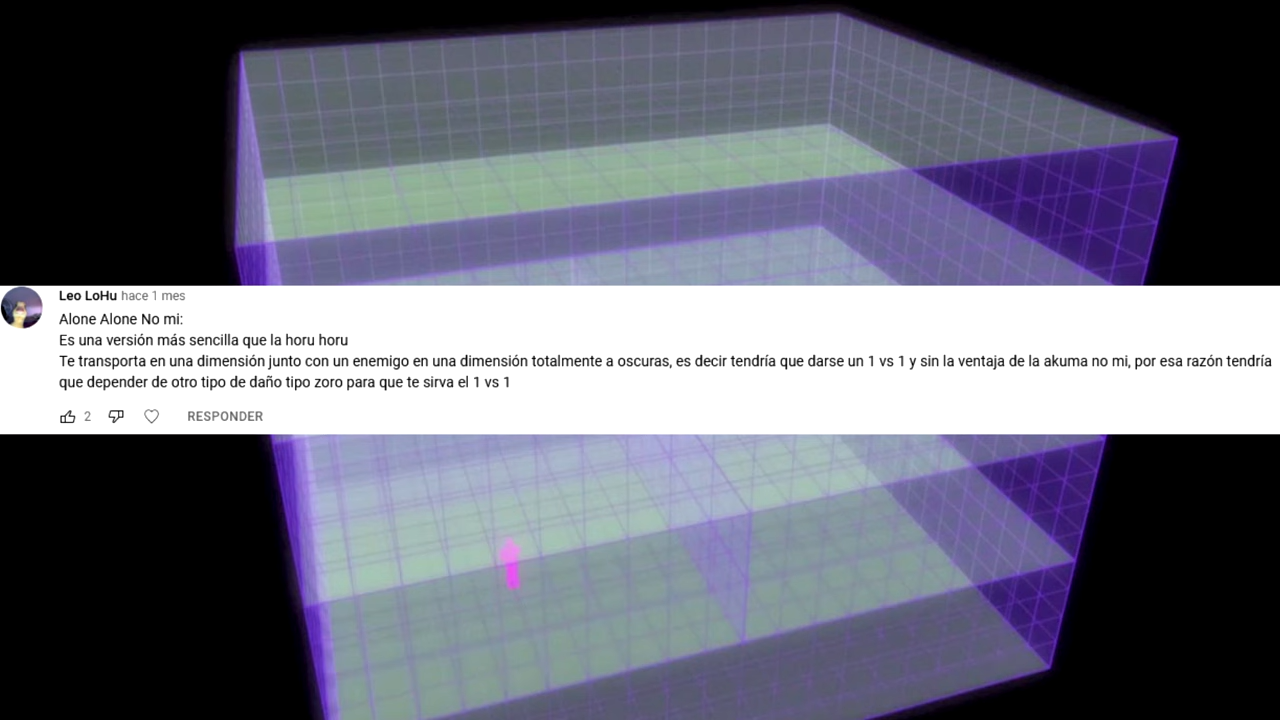 Leo LoHu hace 1 mes
Alone Alone No mi:
Es una versión más sencilla que la horu horu
Te transporta en una dimensión junto con un enemigo en una dimensión totalmente a oscuras, es decir tendría que darse un 1 vs 1 y sin la ventaja de la akuma no mi, por esa razón tendría
que depender de otro tipo de daño tipo zoro para que te sirva el 1 vs 1
2 RESPONDER